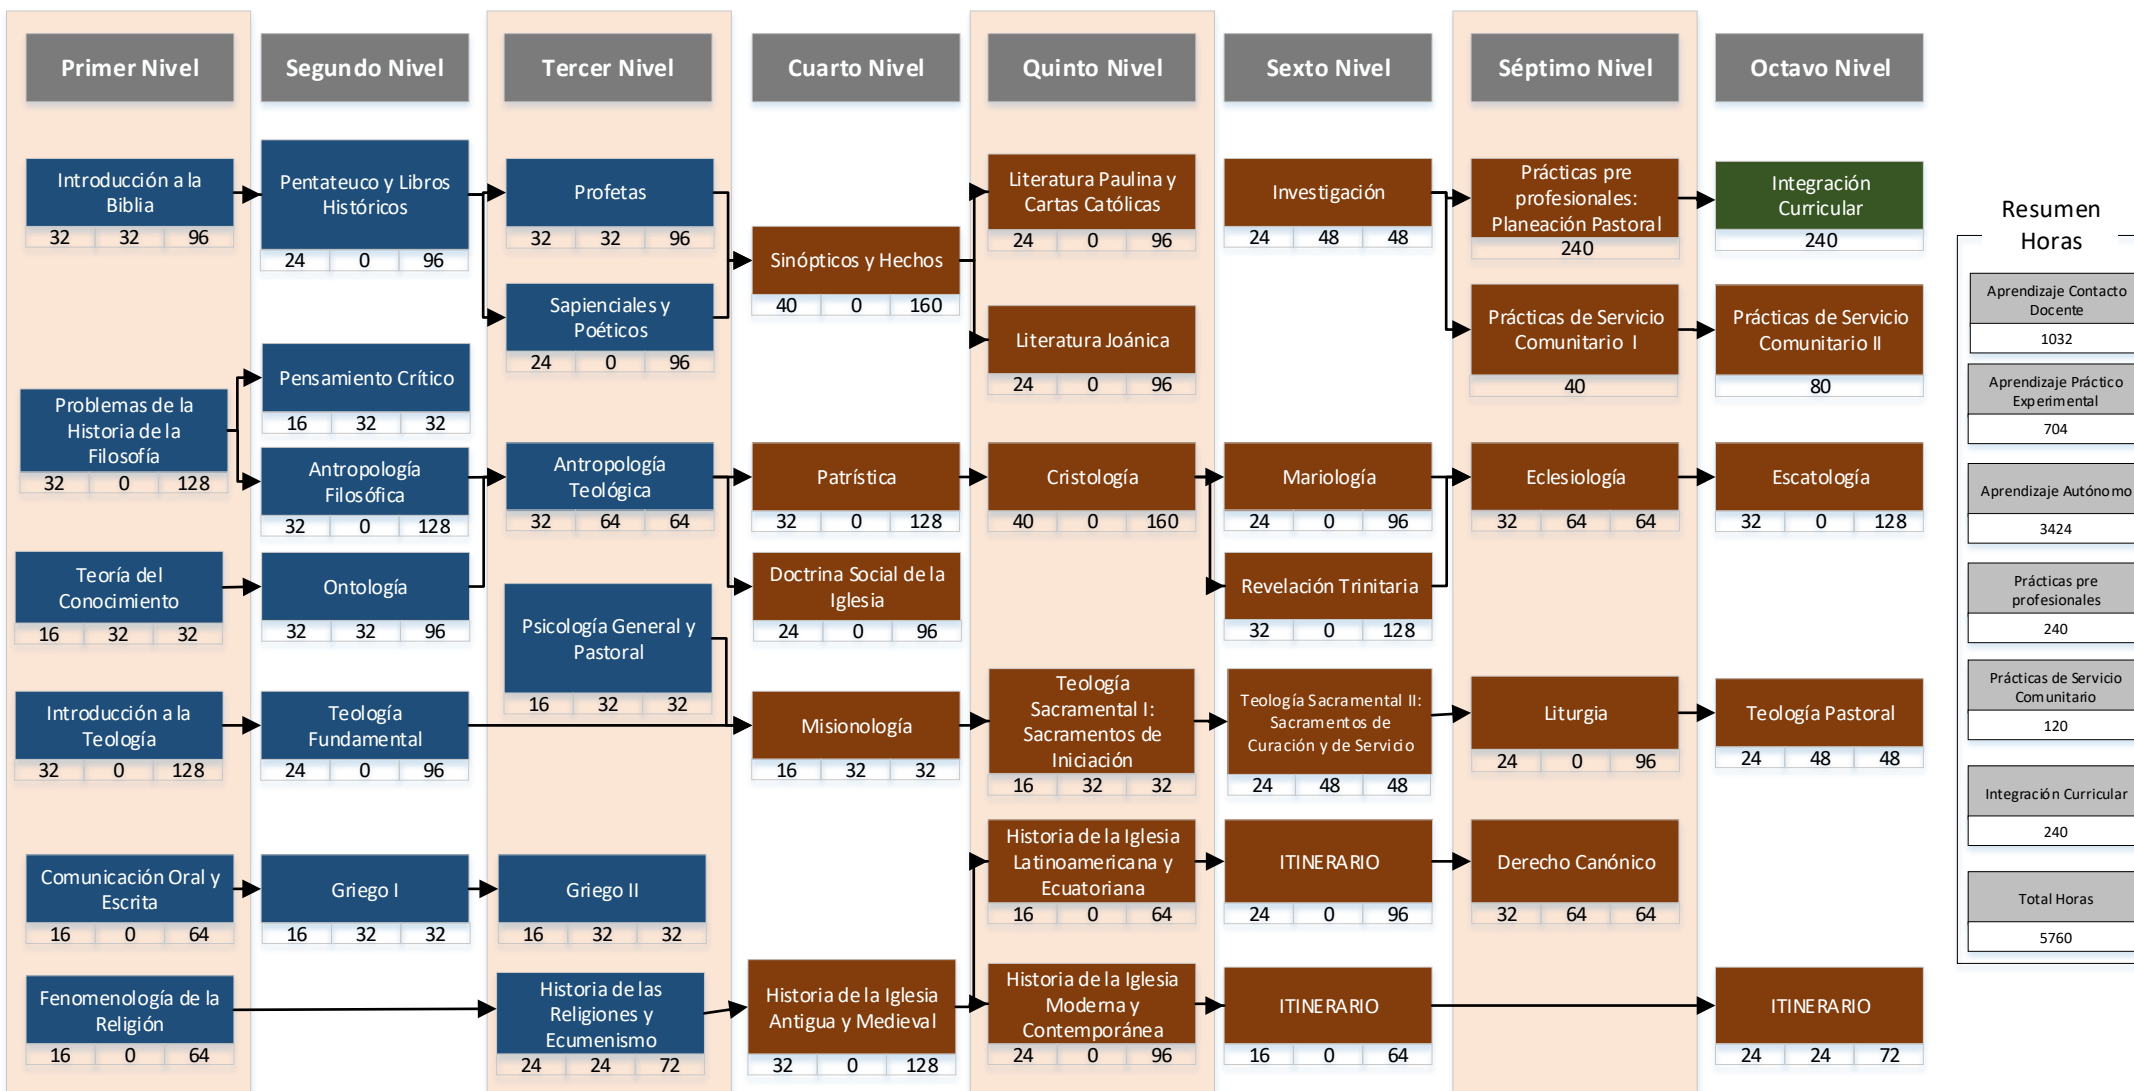 Primer Nivel
Segundo Nivel
Tercer Nivel
Cuarto Nivel
Quinto Nivel
Sexto Nivel
Séptimo Nivel
Octavo Nivel
Introducción a la
Biblia
32 32 96
Problemas de la
Historia de la
Filosofía
32 0 128
Teoría del
Conocimiento
16 32 32
Introducción a la
Teología
32 0 128
Comunicación Oral y
Escrita
16 0 64
Fenomenología de la
Religión
16 0 64
Pentateuco y Libros
Históricos
24 0 96
Pensamiento Crítico
16 32 32
Antropología
Filosófica
32 0 128
Ontología
32 32 96
Teología
Fundamental
24 0 96
Griego I
16 32 32
Profetas
32 32 96
Sapienciales y
Poéticos
24 0 96
Antropología
Teológica
32 64 64
Psicología General y
Pastoral
16 32 32
Griego II
16 32 32
Historia de las
Religiones y
Ecumenismo
24 24 72
Sinópticos y Hechos
40 0 160
Patrística
32 0 128
Doctrina Social de la
Iglesia
24 0 96
Misionología
16 32 32
Historia de la Iglesia
Antigua y Medieval
32 0 128
Literatura Paulina y
Cartas Católicas
24 0 96
Literatura Joánica
24 0 96
Cristología
40 0 160
Teología
Sacramental I:
Sacramentos de
Iniciación
16 32 32
Historia de la Iglesia
Latinoamericana y
Ecuatoriana
16 0 64
Historia de la Iglesia
Moderna y
Contemporánea
24 0 96
Investigación
24 48 48
Mariología
24 0 96
Revelación Trinitaria
32 0 128
Teología Sacramental II:
Sacramentos de
Curación y de Servicio
24 48 48
ITINERARIO
24 0 96
ITINERARIO
16 0 64
Prácticas pre
profesionales:
Planeación Pastoral
240
Prácticas de Servicio
Comunitario I
40
Eclesiología
32 64 64
Liturgia
24 0 96
Derecho Canónico
32 64 64
Integración
Curricular
240
Prácticas de Servicio
Comunitario II
80
Escatología
32 0 128
Teología Pastoral
24 48 48
ITINERARIO
24 24 72
Resumen
Horas
Aprendizaje Contacto
Docente
1032
Aprendizaje Práctico
Experimental
704
Aprendizaje Autónomo
3424
Prácticas pre
profesionales
240
Prácticas de Servicio
Comunitario
120
Integración Curricular
240
Total Horas
5760